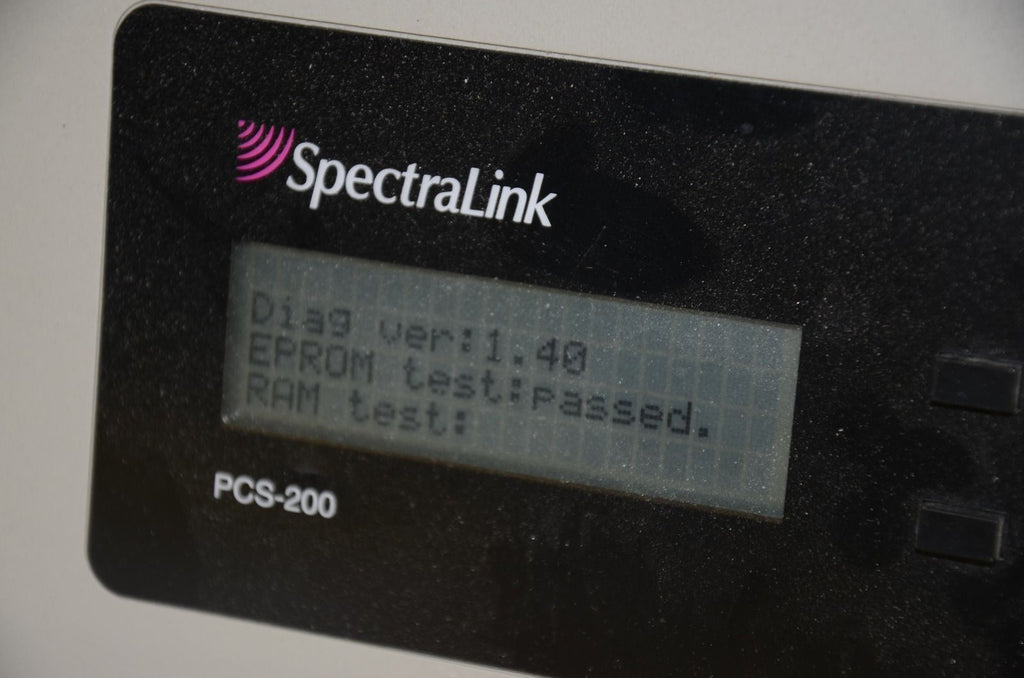 SpectraLink
Diag ver:1.40
EPROM test:passed.
RAM test:
PCS-200